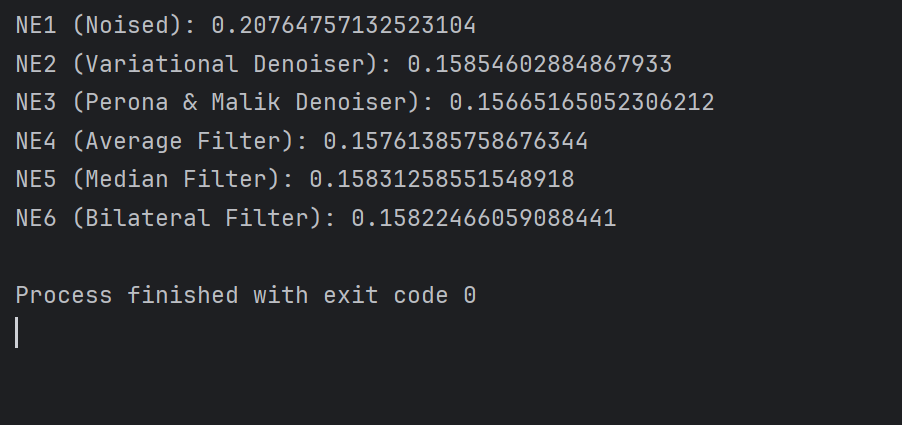 NE1 (Noised): 0.20764757132523104
NE2 (Variational Denoiser): 0.15854602884867933
NE3 (Perona & Malik Denoiser): 0.15665165052306212
NE4 (Average Filter): 0.15761385758676344
NE5 (Median Filter): 0.15831258551548918
NE6 (Bilateral Filter): 0.15822466059088441
Process finished with exit code 0